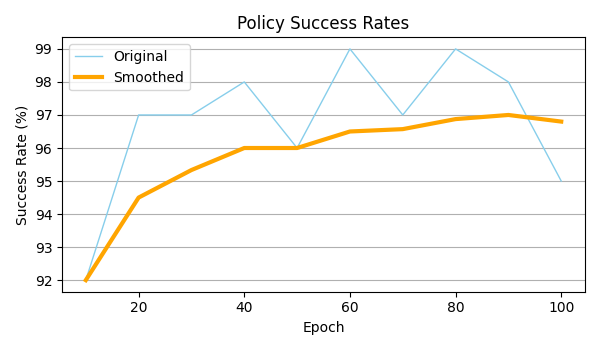 Policy Success Rates
Original
Smoothed
99
98
97
96
95
94
93
92
Success Rate (%)
20 40 60 80 100
Epoch